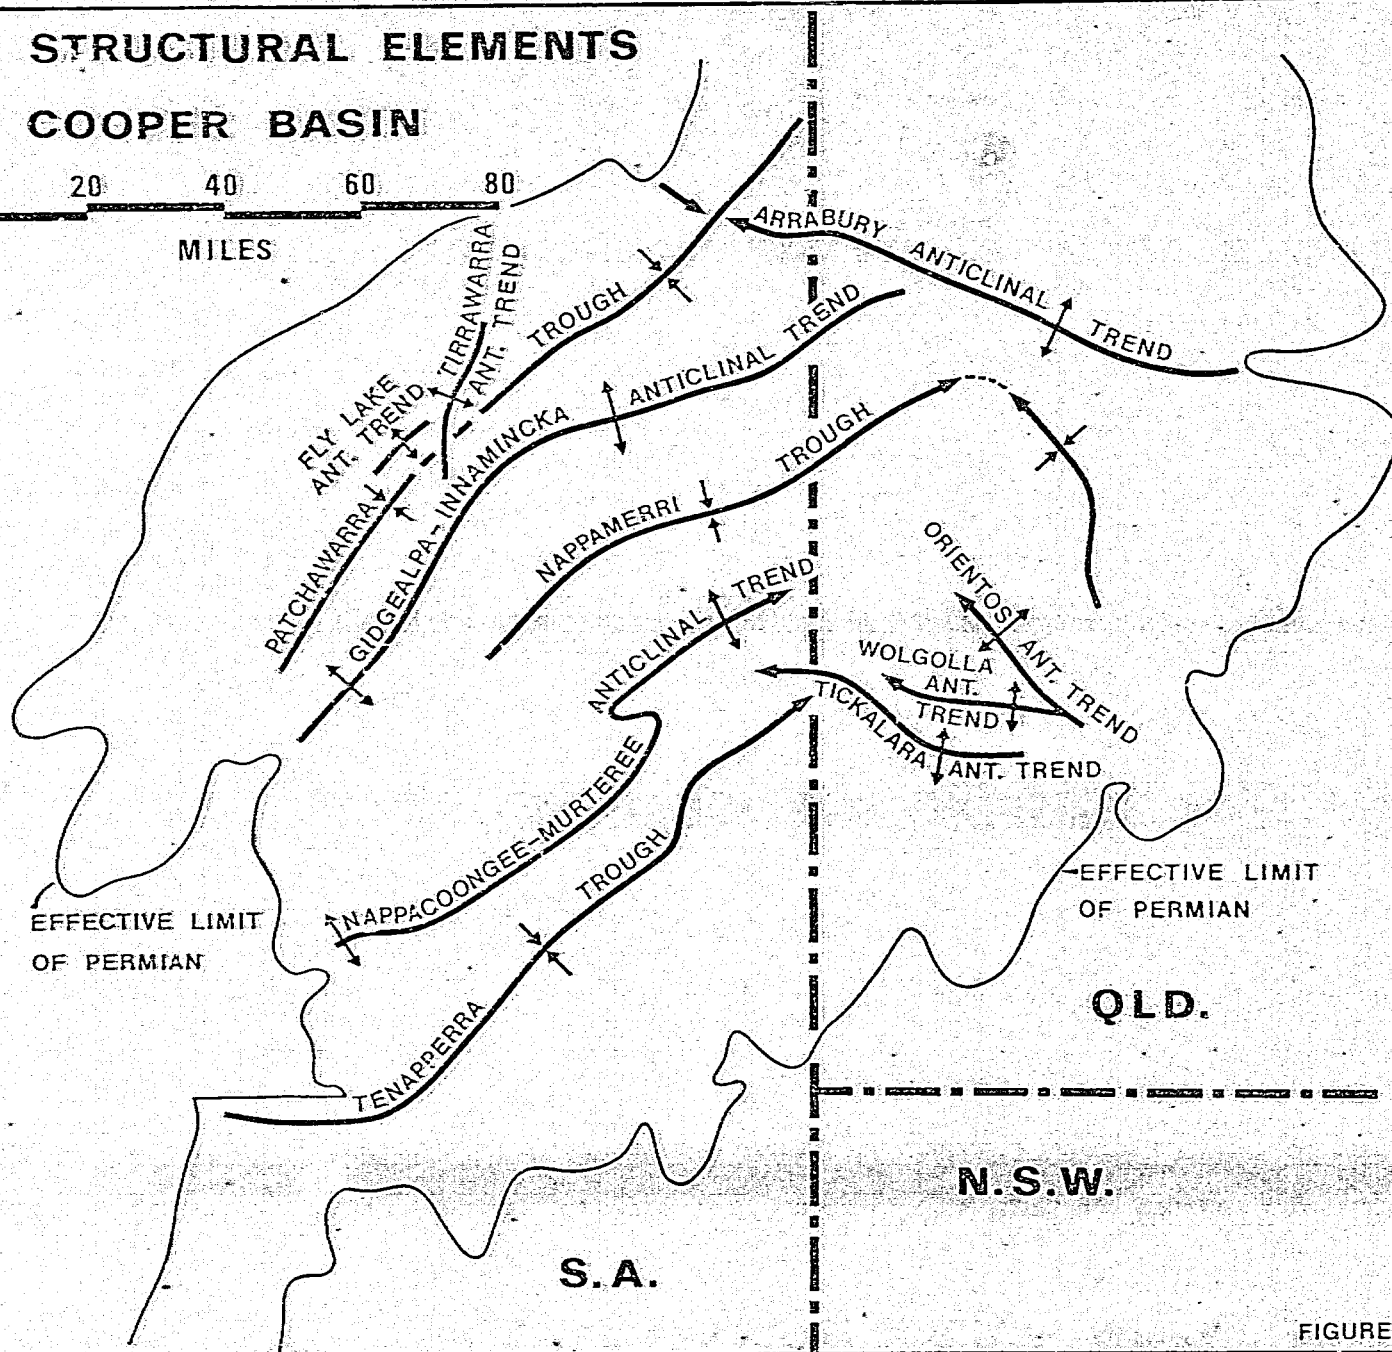 STRUCTURAL ELEMENTS
COOPER BASIN
20 40 60 80
MILES
TIRRAWARRA
ANT. TREND
FLY LAKE
ANT. TREND
PATCHAWARRA TROUGH
ARRABURY ANTICLINAL TREND
GIDGEALPA-INNAMINCKA ANTICLINAL TREND
NAPPAMERRI TROUGH
ORIENTOS ANT. TREND
WOLGOLLA
ANT.
TREND
TICKALARA ANT. TREND
NAPPACOONGEE-MURTEREE ANTICLINAL TREND
TENAPPERRA TROUGH
EFFECTIVE LIMIT
OF PERMIAN
EFFECTIVE LIMIT
OF PERMIAN
QLD.
N.S.W.
S.A.
FIGURE